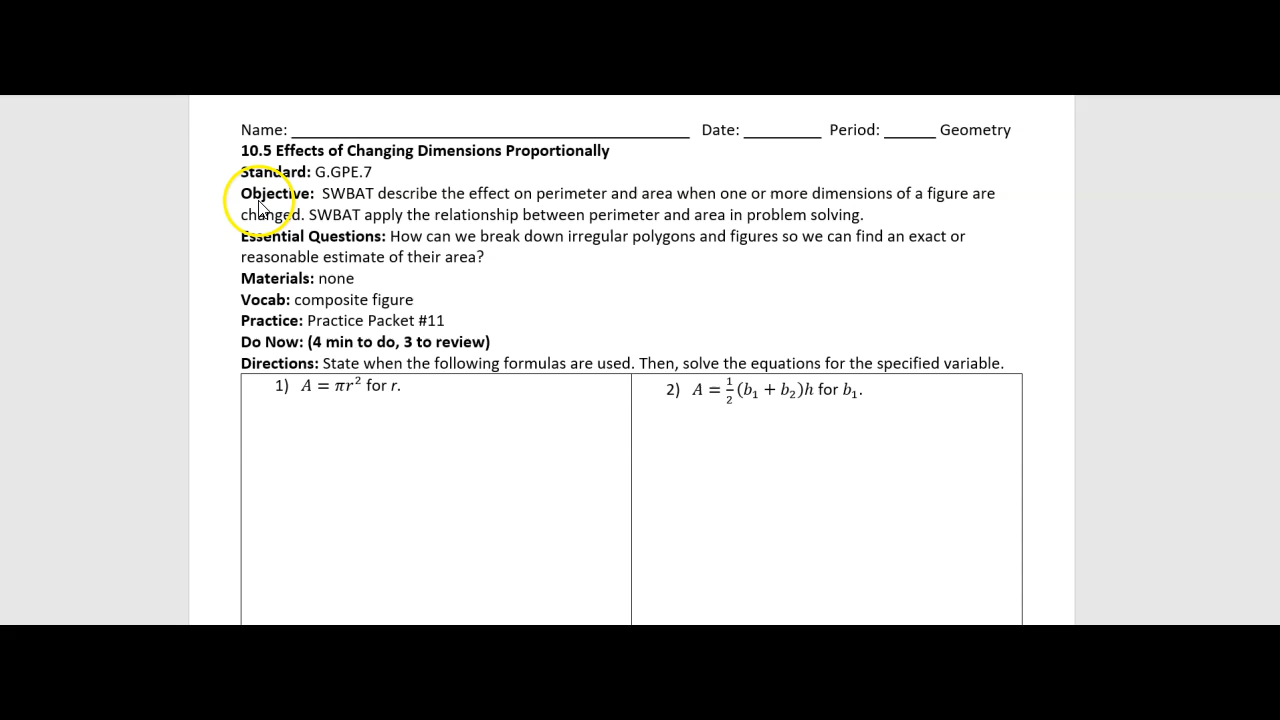 Name: ________________________________________________ Date: _________ Period: ______ Geometry
10.5 Effects of Changing Dimensions Proportionally
Standard: G.GPE.7
Objective: SWBAT describe the effect on perimeter and area when one or more dimensions of a figure are
changed. SWBAT apply the relationship between perimeter and area in problem solving.
Essential Questions: How can we break down irregular polygons and figures so we can find an exact or
reasonable estimate of their area?
Materials: none
Vocab: composite figure
Practice: Practice Packet #11
Do Now: (4 min to do, 3 to review)
Directions: State when the following formulas are used. Then, solve the equations for the specified variable.
1) A = πr² for r.
2) A = ½(b₁ + b₂)h for b₁.